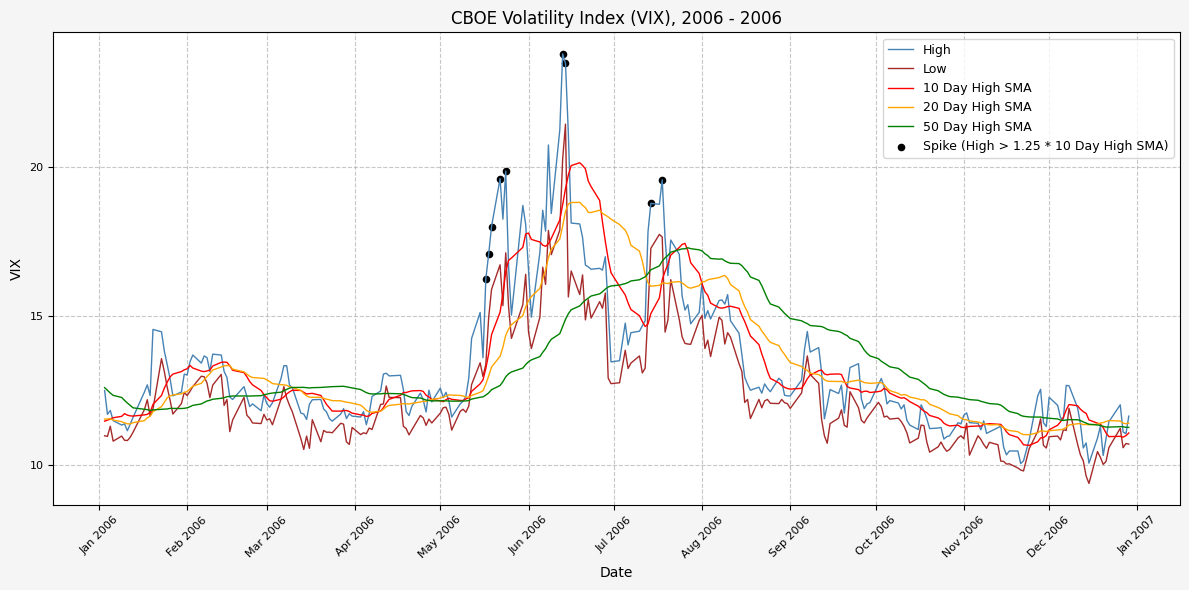 CBOE Volatility Index (VIX), 2006 - 2006
High
Low
10 Day High SMA
20 Day High SMA
50 Day High SMA
Spike (High > 1.25 * 10 Day High SMA)
VIX
20
15
10
Jan 2006
Feb 2006
Mar 2006
Apr 2006
May 2006
Jun 2006
Jul 2006
Aug 2006
Sep 2006
Oct 2006
Nov 2006
Dec 2006
Jan 2007
Date